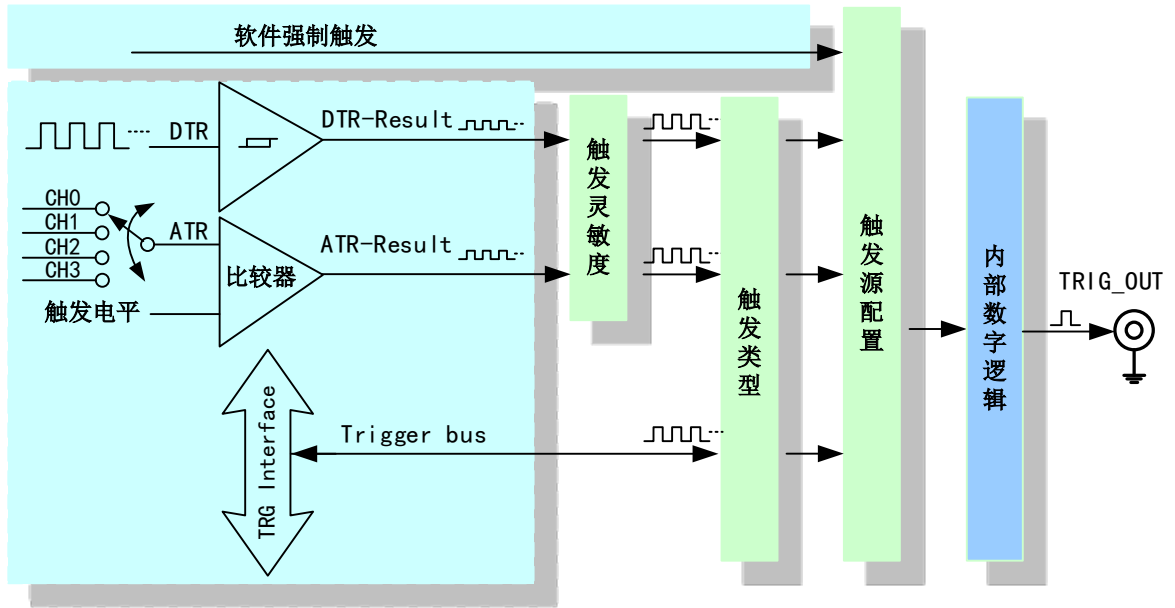 软件强制触发
DTR
DTR-Result
CH0
CH1
CH2
CH3
ATR
ATR-Result
触发电平
比较器
TRG Interface
Trigger bus
触发灵敏度
触发类型
触发源配置
内部数字逻辑
TRIG_OUT